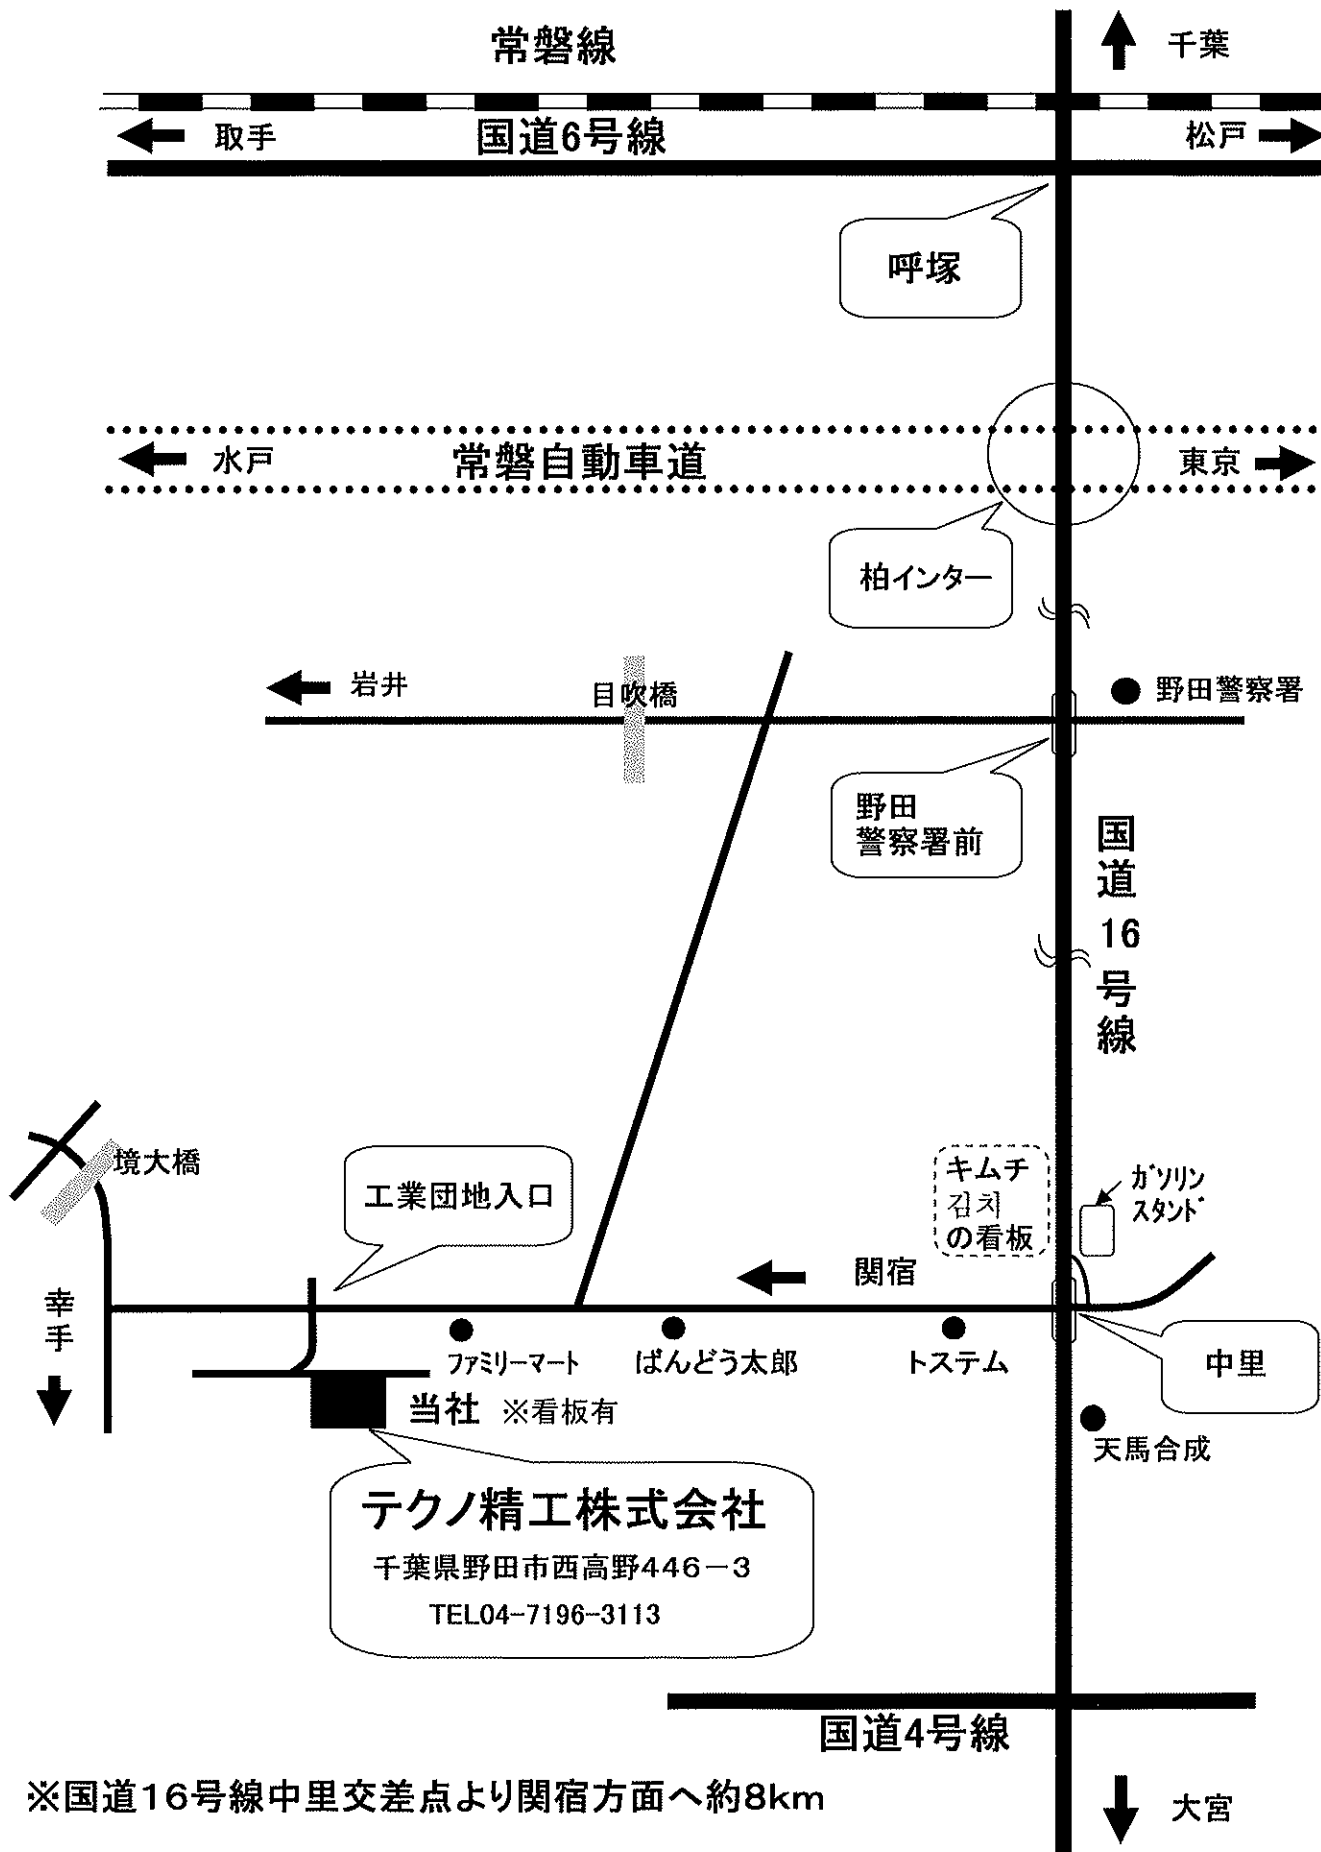 常磐線
千葉
取手
国道6号線
松戸
呼塚
水戸
常磐自動車道
東京
柏インター
岩井
目吹橋
野田警察署
野田
警察署前
国道16号線
境大橋
工業団地入口
キムチ
김치
の看板
ガソリン
スタンド
関宿
幸手
ファミリーマート
ばんどう太郎
トステム
中里
当社 ※看板有
天馬合成
テクノ精工株式会社
千葉県野田市西高野446-3
TEL04-7196-3113
国道4号線
※国道16号線中里交差点より関宿方面へ約8km
大宮